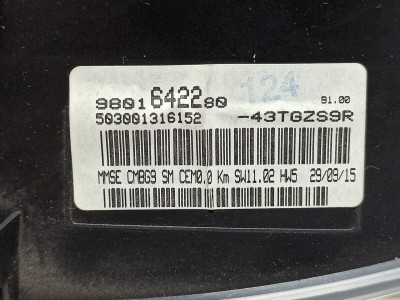 124
9801642280 81.00
503001316152 -43TGZS9R
MMSE CMBG9 SM CEM0,0 Km SW11.02 HW5 29/09/15